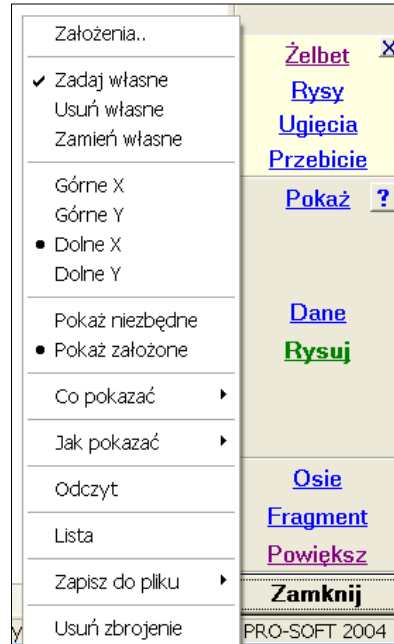 Założenia..
Zadaj własne
Usuń własne
Zamień własne
Górne X
Górne Y
Dolne X
Dolne Y
Pokaż niezbędne
Pokaż założone
Co pokazać
Jak pokazać
Odczyt
Lista
Zapisz do pliku
Usuń zbrojenie
y
Żelbet
X
Rysy
Ugięcia
Przebicie
Pokaż ?
Dane
Rysuj
Osie
Fragment
Powiększ
Zamknij
PRO-SOFT 2004